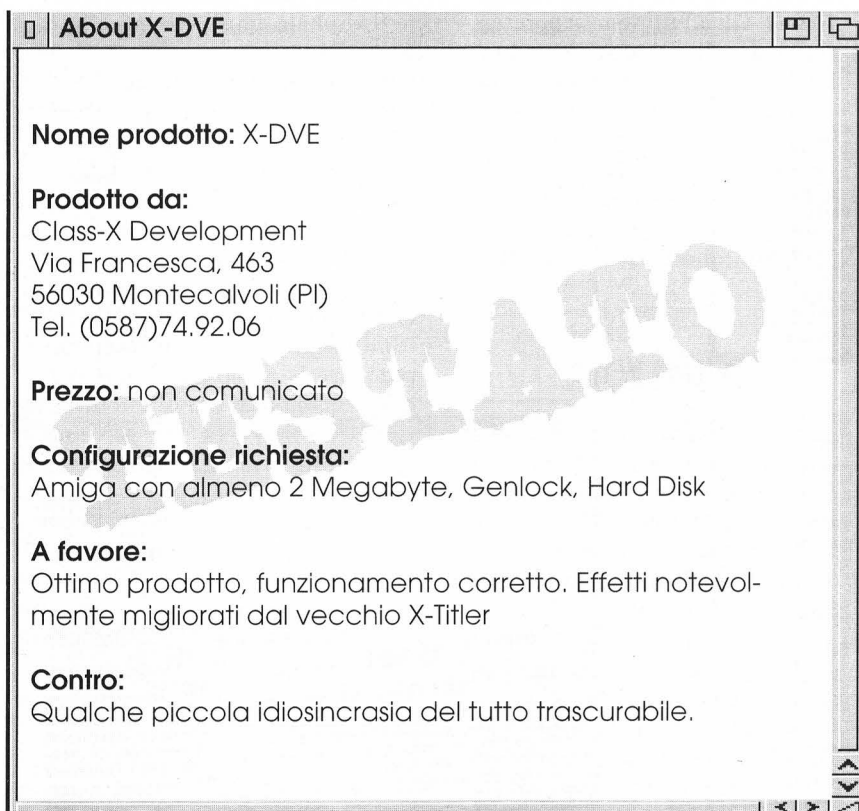 About X-DVE
Nome prodotto: X-DVE
Prodotto da:
Class-X Development
Via Francesca, 463
56030 Montecalvoli (PI)
Tel. (0587)74.92.06
TESTATO
Prezzo: non comunicato
Configurazione richiesta:
Amiga con almeno 2 Megabyte, Genlock, Hard Disk
A favore:
Ottimo prodotto, funzionamento corretto. Effetti notevol-
mente migliorati dal vecchio X-Titler
Contro:
Qualche piccola idiosincrasia del tutto trascurabile.